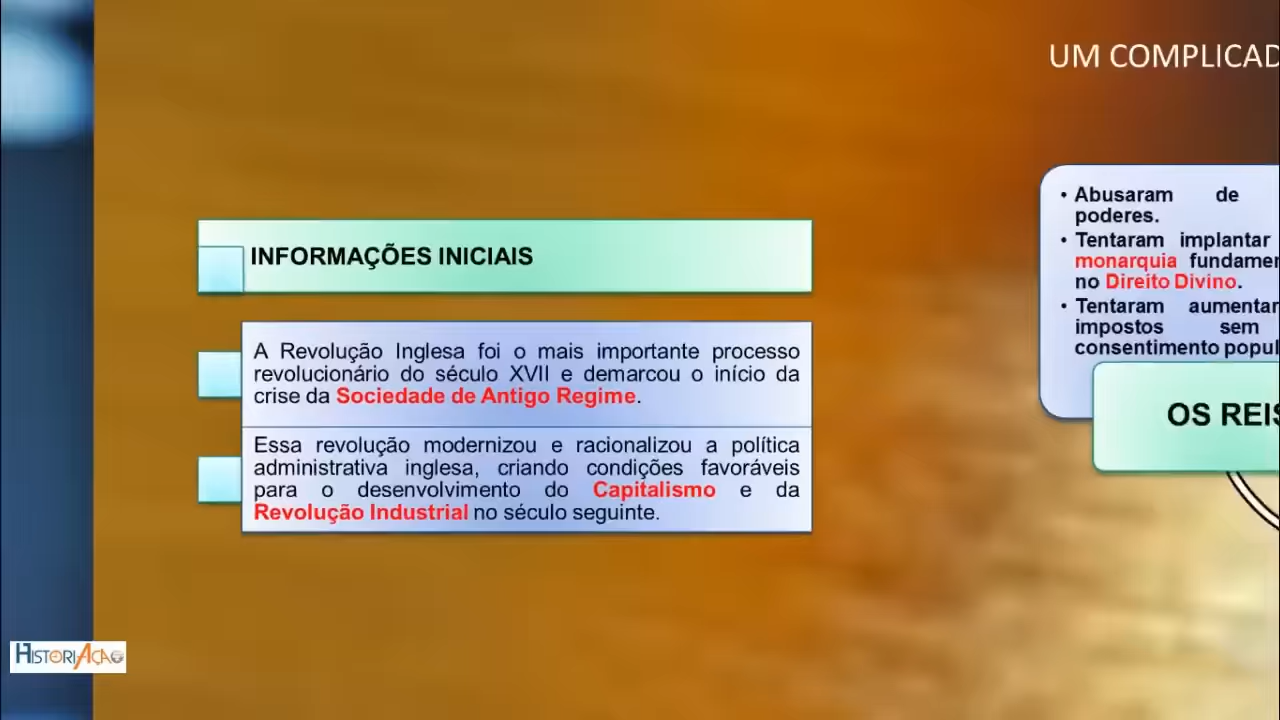 UM COMPLICAD
INFORMAÇÕES INICIAIS
A Revolução Inglesa foi o mais importante processo
revolucionário do século XVII e demarcou o início da
crise da Sociedade de Antigo Regime.
Essa revolução modernizou e racionalizou a política
administrativa inglesa, criando condições favoráveis
para o desenvolvimento do Capitalismo e da
Revolução Industrial no século seguinte.
• Abusaram de
poderes.
• Tentaram implantar
monarquia fundamen
no Direito Divino.
• Tentaram aumentar
impostos sem
consentimento popul
OS REIS
HISTORIAÇÃO